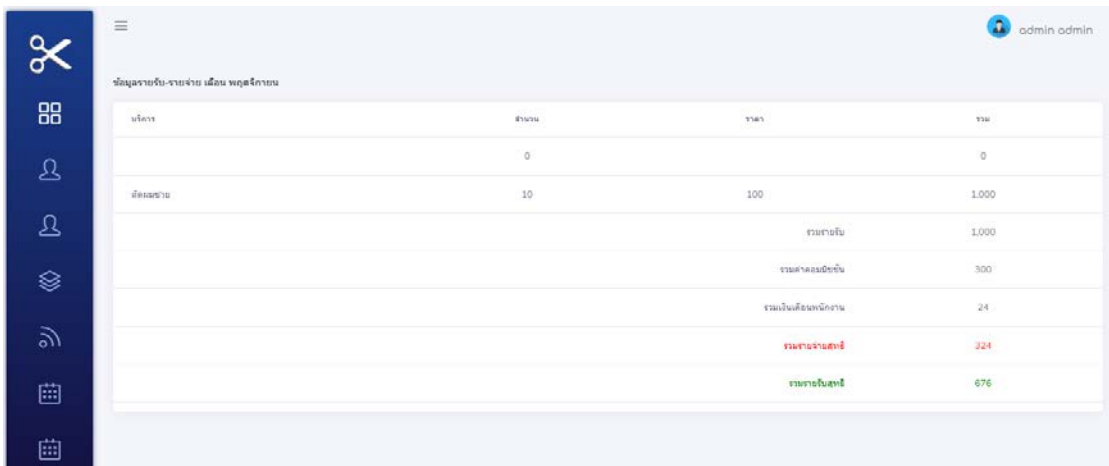 admin admin
ข้อมูลรายรับ-รายจ่าย เดือน พฤศจิกายน
บริการ จำนวน ราคา รวม
0 0
ตัดผมชาย 10 100 1,000
รวมรายรับ 1,000
รวมค่าคอมมิชชั่น 300
รวมเงินเดือนพนักงาน 24
รวมรายจ่ายสุทธิ 324
รวมรายรับสุทธิ 676